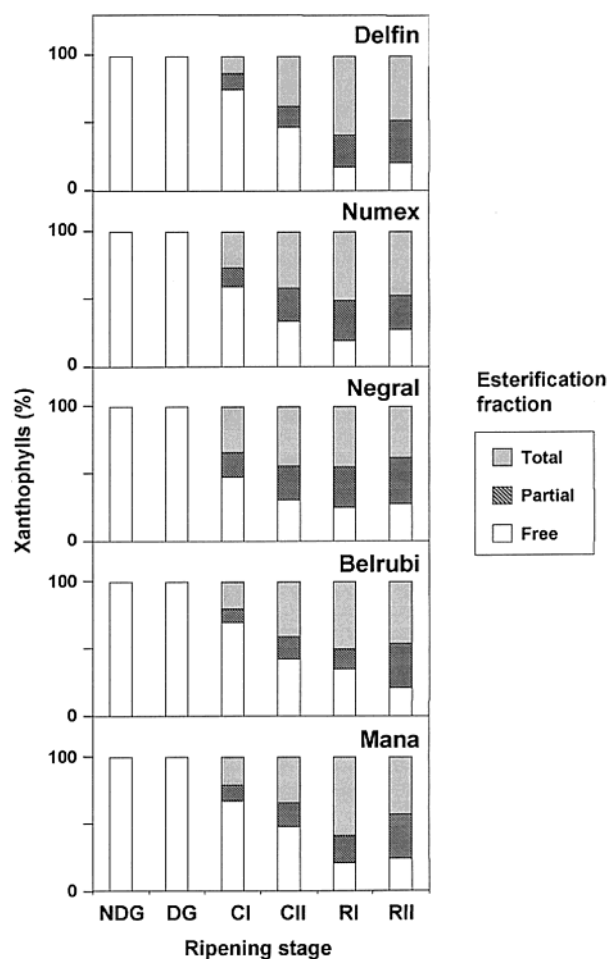 Delfin
100
0
Numex
100
0
Negral
100
0
Belrubi
100
0
Mana
100
0
Xanthophylls (%)
NDG DG CI CII RI RII
Ripening stage
Esterification
fraction
Total
Partial
Free